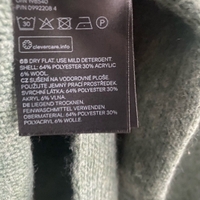 P/N 0992208 4
clevercare.info
GB DRY FLAT. USE MILD DETERGENT.
SHELL: 64% POLYESTER 30% ACRYLIC
6% WOOL.
CZ SUŠENÍ NA VODOROVNÉ PLOŠE.
POUŽIJTE JEMNÝ PRACÍ PROSTŘEDEK.
SVRCHNÍ LÁTKA: 64% POLYESTER 30%
AKRYL 6% VLNA.
DE LIEGEND TROCKNEN.
FEINWASCHMITTEL VERWENDEN
OBERMATERIAL: 64% POLYESTER 30%
POLYACRYL 6% WOLLE